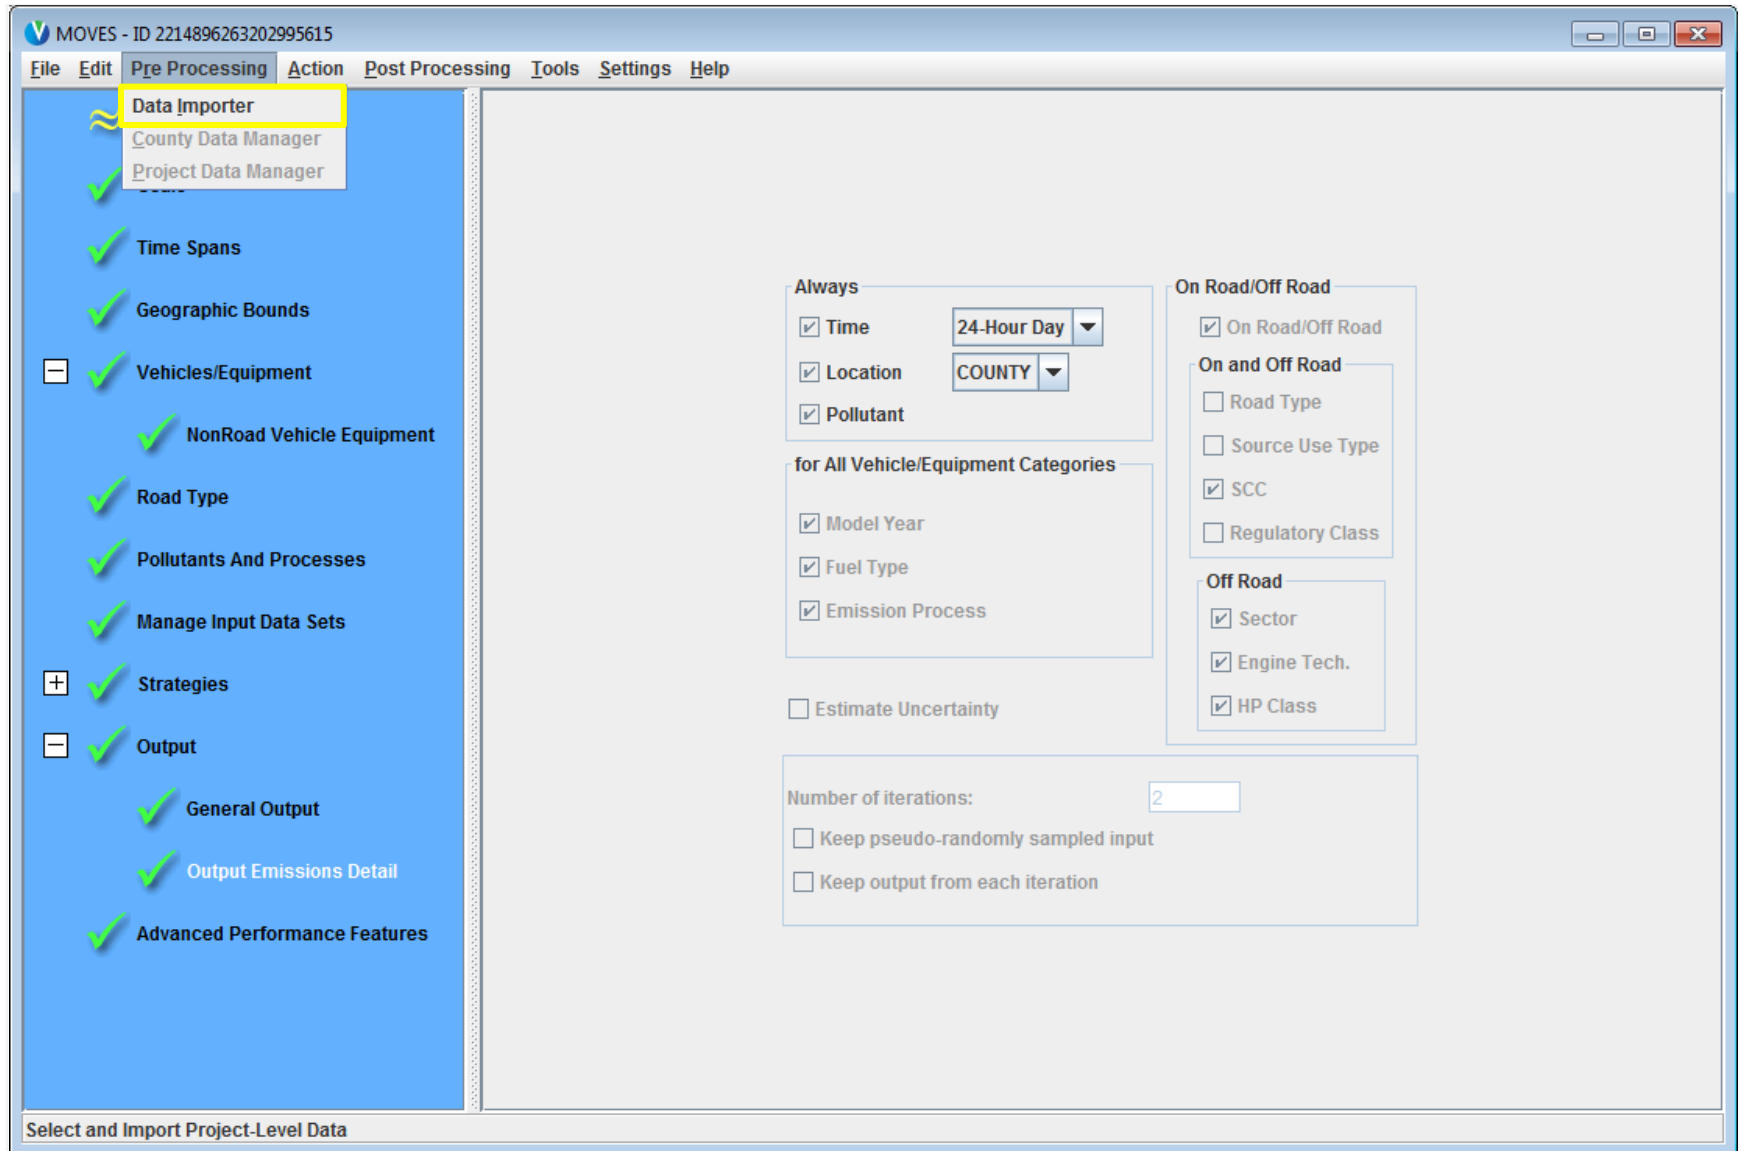 MOVES - ID 2214896263202995615
File Edit Pre Processing Action Post Processing Tools Settings Help
Data Importer
County Data Manager
Project Data Manager
Time Spans
Geographic Bounds
Vehicles/Equipment
NonRoad Vehicle Equipment
Road Type
Pollutants And Processes
Manage Input Data Sets
Strategies
Output
General Output
Output Emissions Detail
Advanced Performance Features
Always
Time 24-Hour Day
Location COUNTY
Pollutant
for All Vehicle/Equipment Categories
Model Year
Fuel Type
Emission Process
Estimate Uncertainty
On Road/Off Road
On Road/Off Road
On and Off Road
Road Type
Source Use Type
SCC
Regulatory Class
Off Road
Sector
Engine Tech.
HP Class
Number of iterations: 2
Keep pseudo-randomly sampled input
Keep output from each iteration
Select and Import Project-Level Data